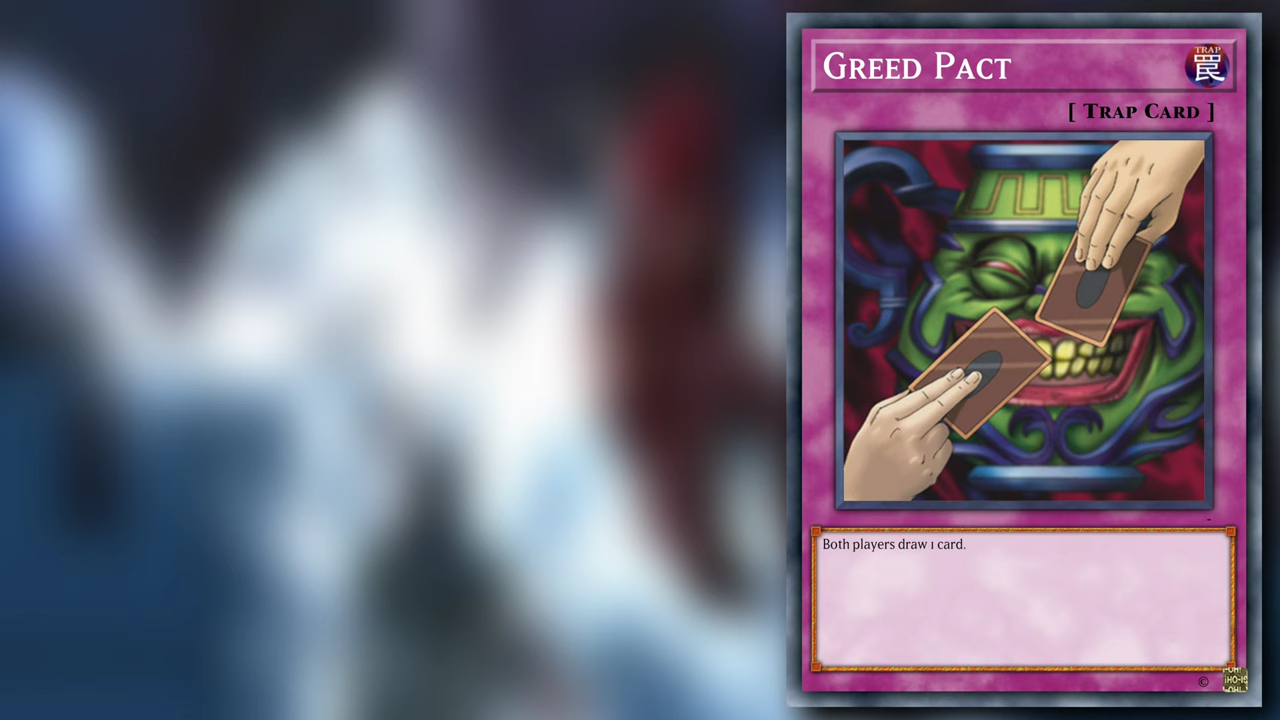 GREED PACT
TRAP
罠
[ TRAP CARD ]
-
Both players draw 1 card.
©